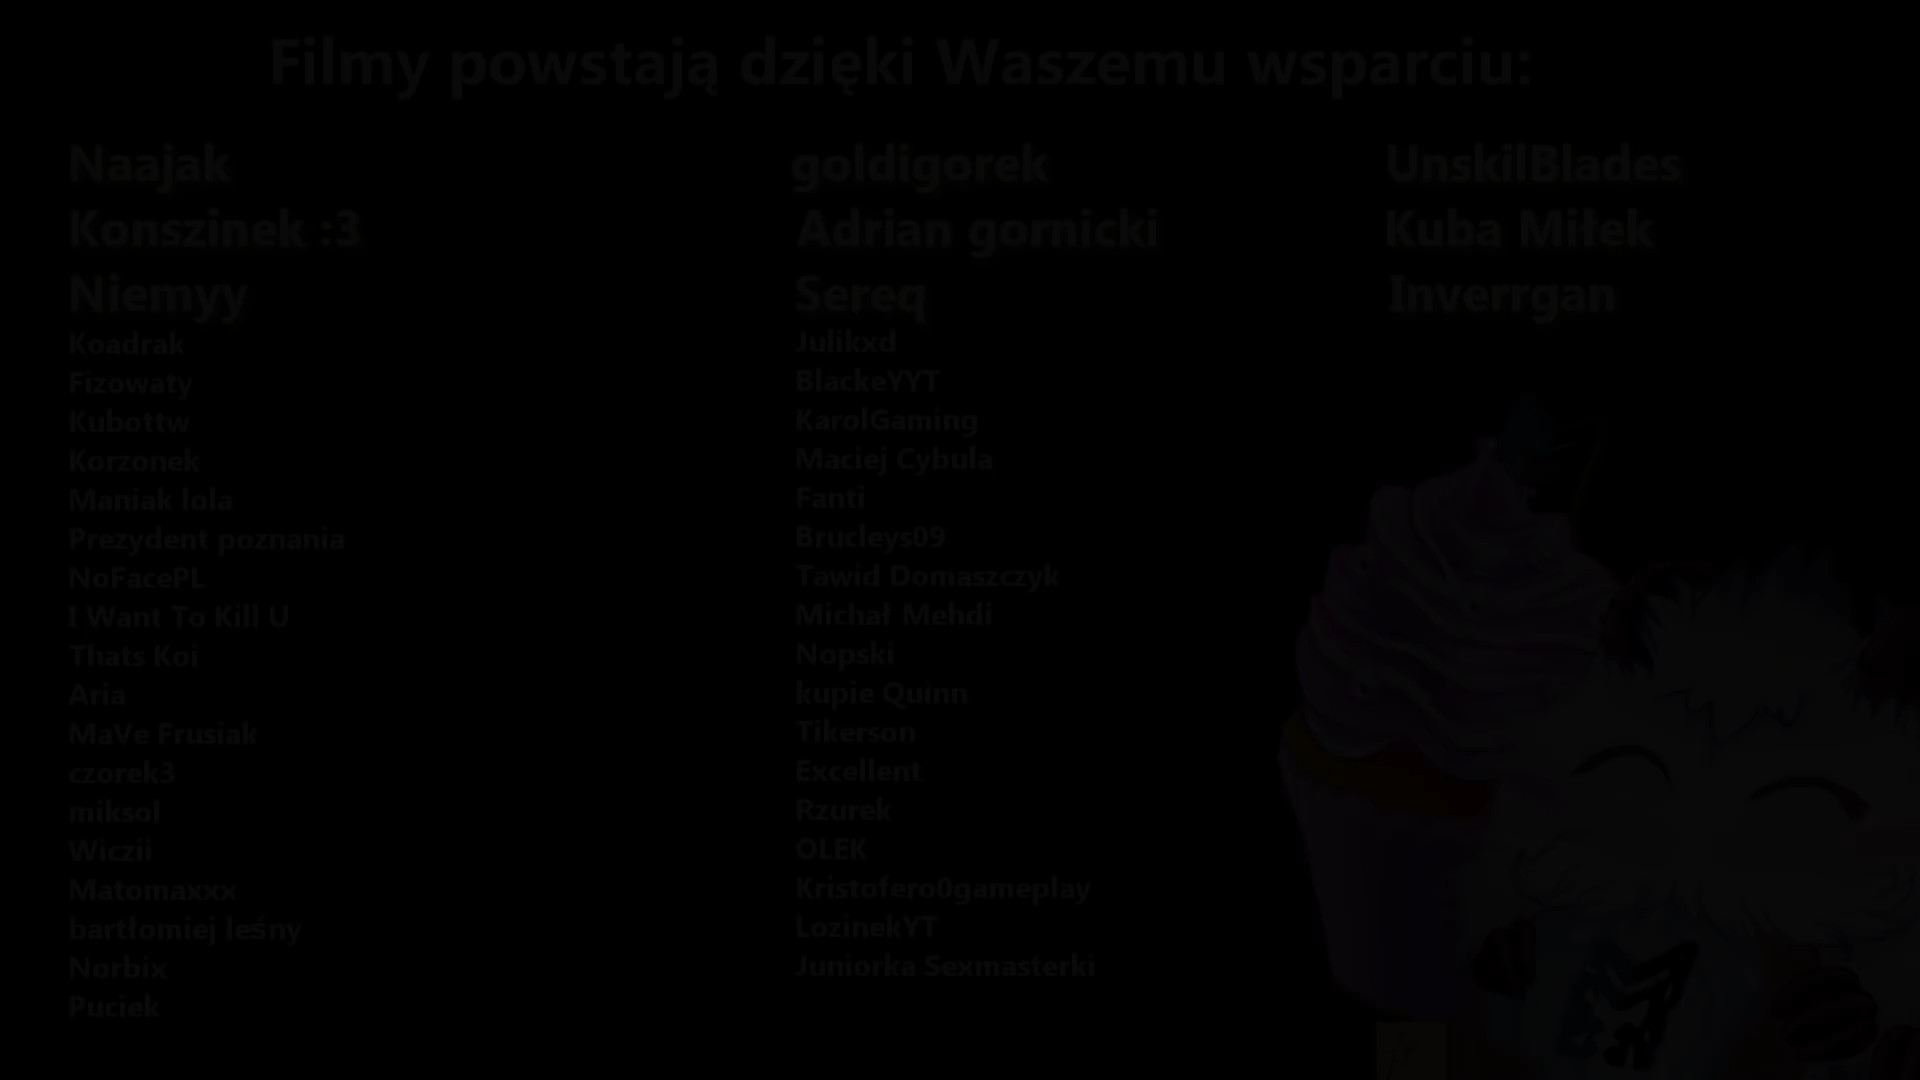 Filmy powstają dzięki Waszemu wsparciu:
Naajak
Konszinek :3
Niemyy
Koadrak
Fizowaty
Kubottw
Korzonek
Maniak lola
Prezydent poznania
NoFacePL
I Want To Kill U
Thats Koi
Aria
MaVe Frusiak
czorek3
miksol
Wiczii
Matomaxxx
bartłomiej leśny
Norbix
Puciek
goldigorek
Adrian gornicki
Sereq
Julikxd
BlackeYYT
KarolGaming
Maciej Cybula
Fanti
Brucleys09
Tawid Domaszczyk
Michał Mehdi
Nopski
kupie Quinn
Tikerson
Excellent
Rzurek
OLEK
Kristofero0gameplay
LozinekYT
Juniorka Sexmasterki
UnskilBlades
Kuba Miłek
Inverrgan